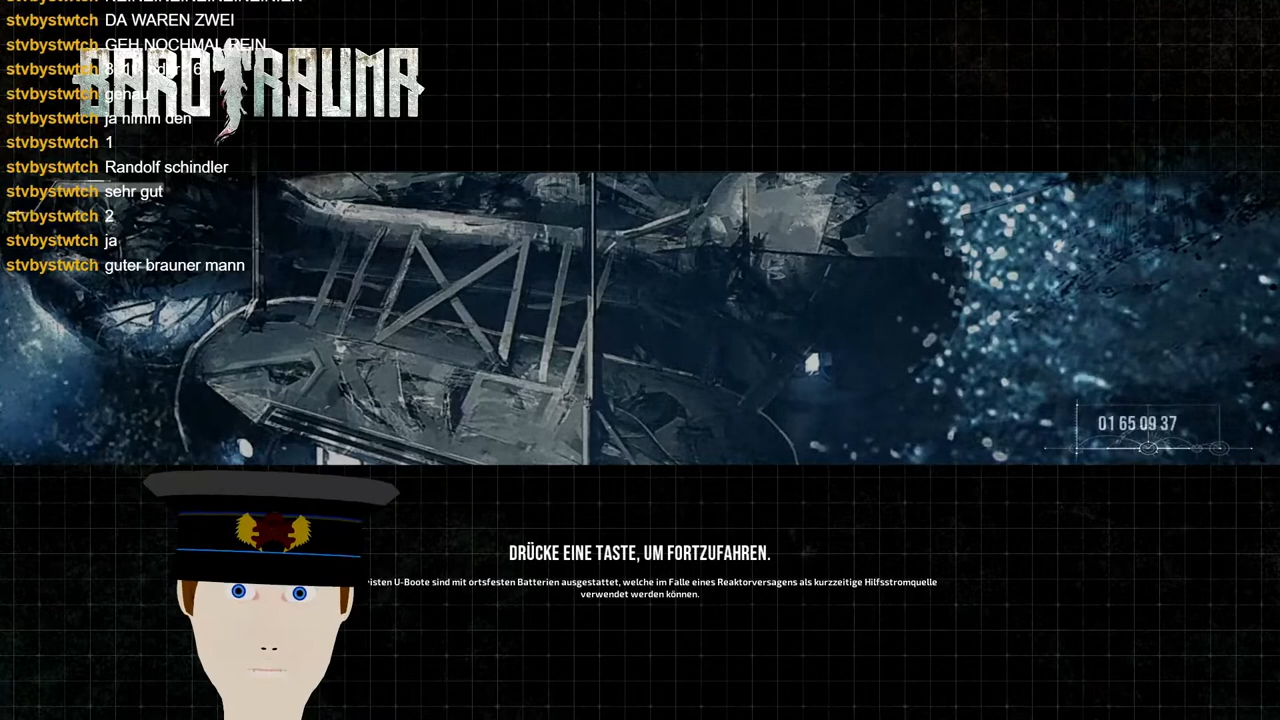 stvbystwtch DA WAREN ZWEI
stvbystwtch GEH NOCHMAL REIN
BAROTRAUMA
stvbystwtch
stvbystwtch genau
stvbystwtch ja nimm den
stvbystwtch 1
stvbystwtch Randolf schindler
stvbystwtch sehr gut
stvbystwtch 2
stvbystwtch ja
stvbystwtch guter brauner mann
01 65 09 37
DRÜCKE EINE TASTE, UM FORTZUFAHREN.
U-Boote sind mit ortsfesten Batterien ausgestattet, welche im Falle eines Reaktorversagens als kurzzeitige Hilfsstromquelle
verwendet werden können.